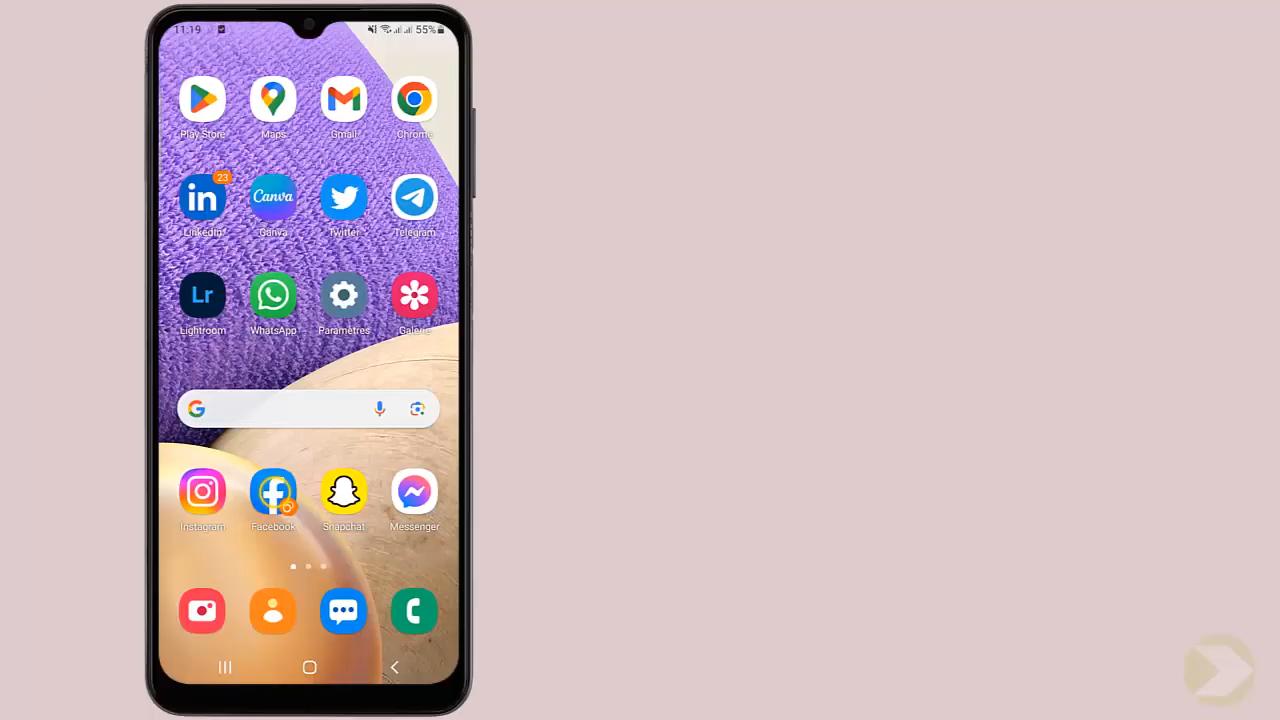 11:19 55%
Play Store Maps Gmail Chrome
23
in Canva
LinkedIn Canva Twitter Telegram
Lr
Lightroom WhatsApp Paramètres Galerie
G
Instagram Facebook Snapchat Messenger